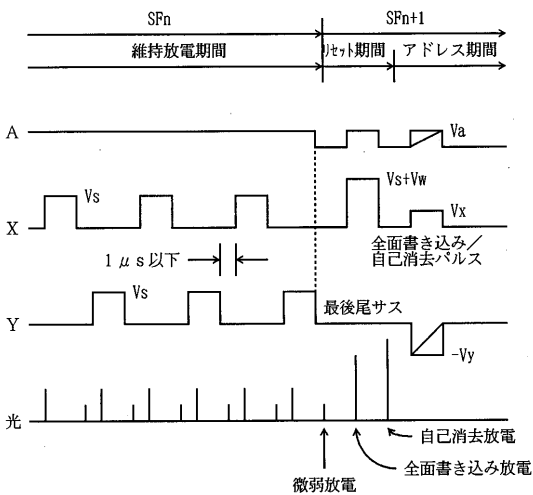 SFn
SFn+1
維持放電期間
リセット期間
アドレス期間
A
Va
Vs
Vs+Vw
Vx
X
全面書き込み/
自己消去パルス
1μs以下
Vs
最後尾サス
Y
-Vy
光
自己消去放電
全面書き込み放電
微弱放電